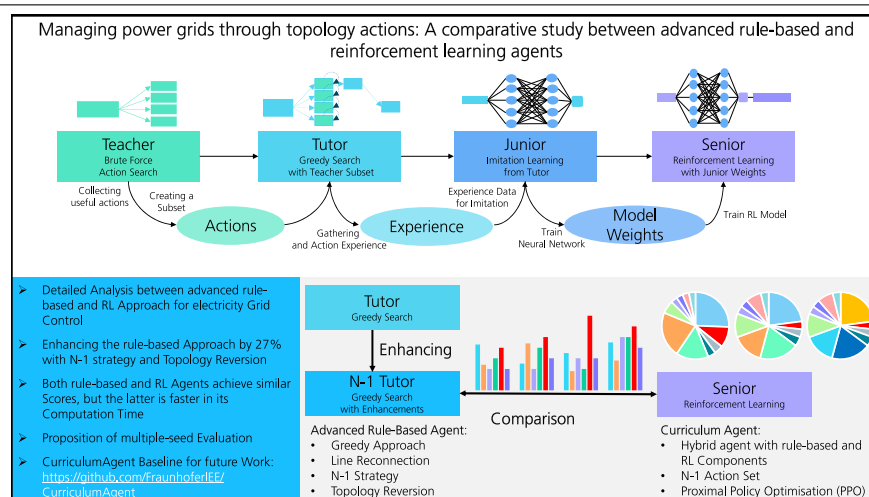 Managing power grids through topology actions: A comparative study between advanced rule-based and
reinforcement learning agents
Teacher
Brute Force
Action Search
Tutor
Greedy Search
with Teacher Subset
Junior
Imitation Learning
from Tutor
Senior
Reinforcement Learning
with Junior Weights
Collecting
useful actions
Creating a
Subset
Actions
Gathering
and Action Experience
Experience
Experience Data
for Imitation
Train
Neural Network
Model
Weights
Train RL Model
➢ Detailed Analysis between advanced rule-
based and RL Approach for electricity Grid
Control
➢ Enhancing the rule-based Approach by 27%
with N-1 strategy and Topology Reversion
➢ Both rule-based and RL Agents achieve similar
Scores, but the latter is faster in its
Computation Time
➢ Proposition of multiple-seed Evaluation
➢ CurriculumAgent Baseline for future Work:
https://github.com/FraunhoferIEE/
CurriculumAgent
Tutor
Greedy Search
Enhancing
N-1 Tutor
Greedy Search
with Enhancements
Comparison
Senior
Reinforcement Learning
Advanced Rule-Based Agent:
• Greedy Approach
• Line Reconnection
• N-1 Strategy
• Topology Reversion
Curriculum Agent:
• Hybrid agent with rule-based and
RL Components
• N-1 Action Set
• Proximal Policy Optimisation (PPO)